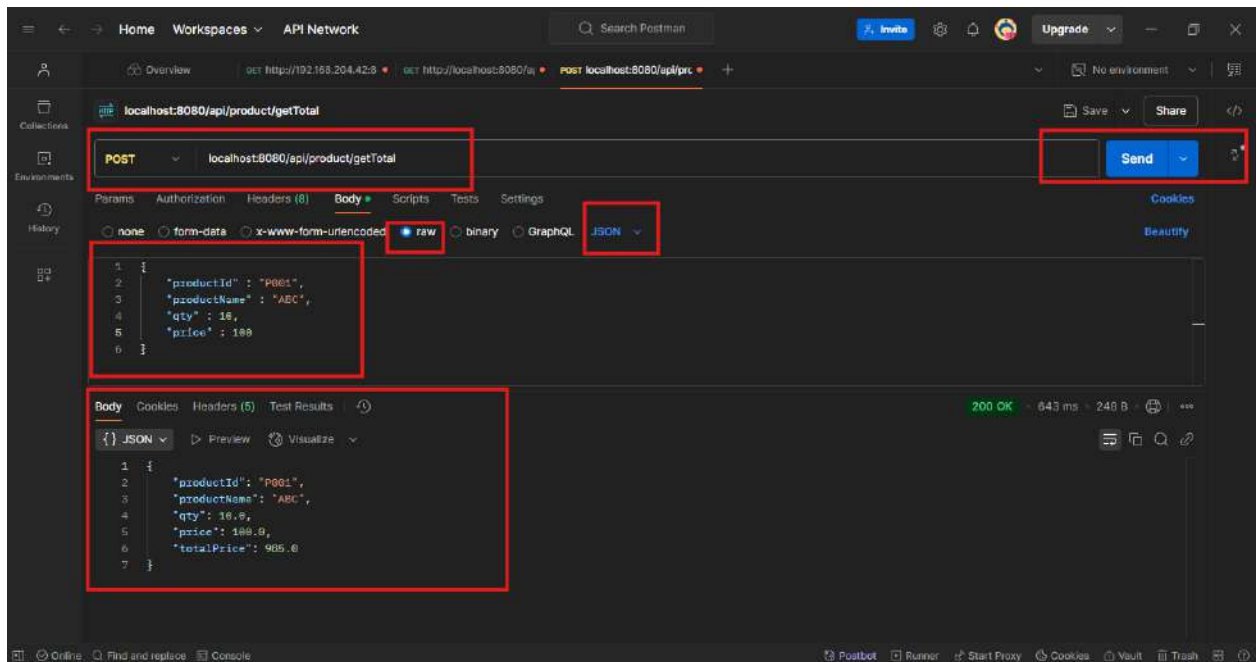 Home Workspaces API Network Search Postman Invite Upgrade
Overview GET http://192.168.204.42:8 GET http://localhost:8080/a POST localhost:8080/api/prc No environment
HTTP localhost:8080/api/product/getTotal Save Share
Collections
POST localhost:8080/api/product/getTotal Send
Environments
Params Authorization Headers (8) Body Scripts Tests Settings Cookies
History
none form-data x-www-form-urlencoded raw binary GraphQL JSON Beautify
1 {
2 "productId" : "P001",
3 "productName" : "ABC",
4 "qty" : 10,
5 "price" : 100
6 }
Body Cookies Headers (5) Test Results 200 OK 643 ms 248 B
{} JSON Preview Visualize
1 {
2 "productId": "P001",
3 "productName": "ABC",
4 "qty": 10.0,
5 "price": 100.0,
6 "totalPrice": 985.0
7 }
Online Find and replace Console Postbot Runner Start Proxy Cookies Vault Trash